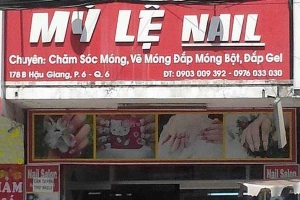 MỸ LỆ NAIL
Chuyên: Chăm Sóc Móng, Vẽ Móng Đắp Móng Bột, Đắp Gel
178 B Hậu Giang, P. 6 - Q. 6 ĐT: 0903 009 392 - 0976 033 030
Nail Salon
Nail Salon